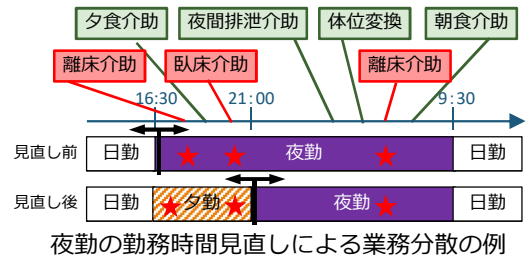 夕食介助 夜間排泄介助 体位変換 朝食介助
離床介助 臥床介助 離床介助
16:30 21:00 9:30
見直し前 日勤 夜勤 日勤
見直し後 日勤 夕勤 夜勤 日勤
夜勤の勤務時間見直しによる業務分散の例